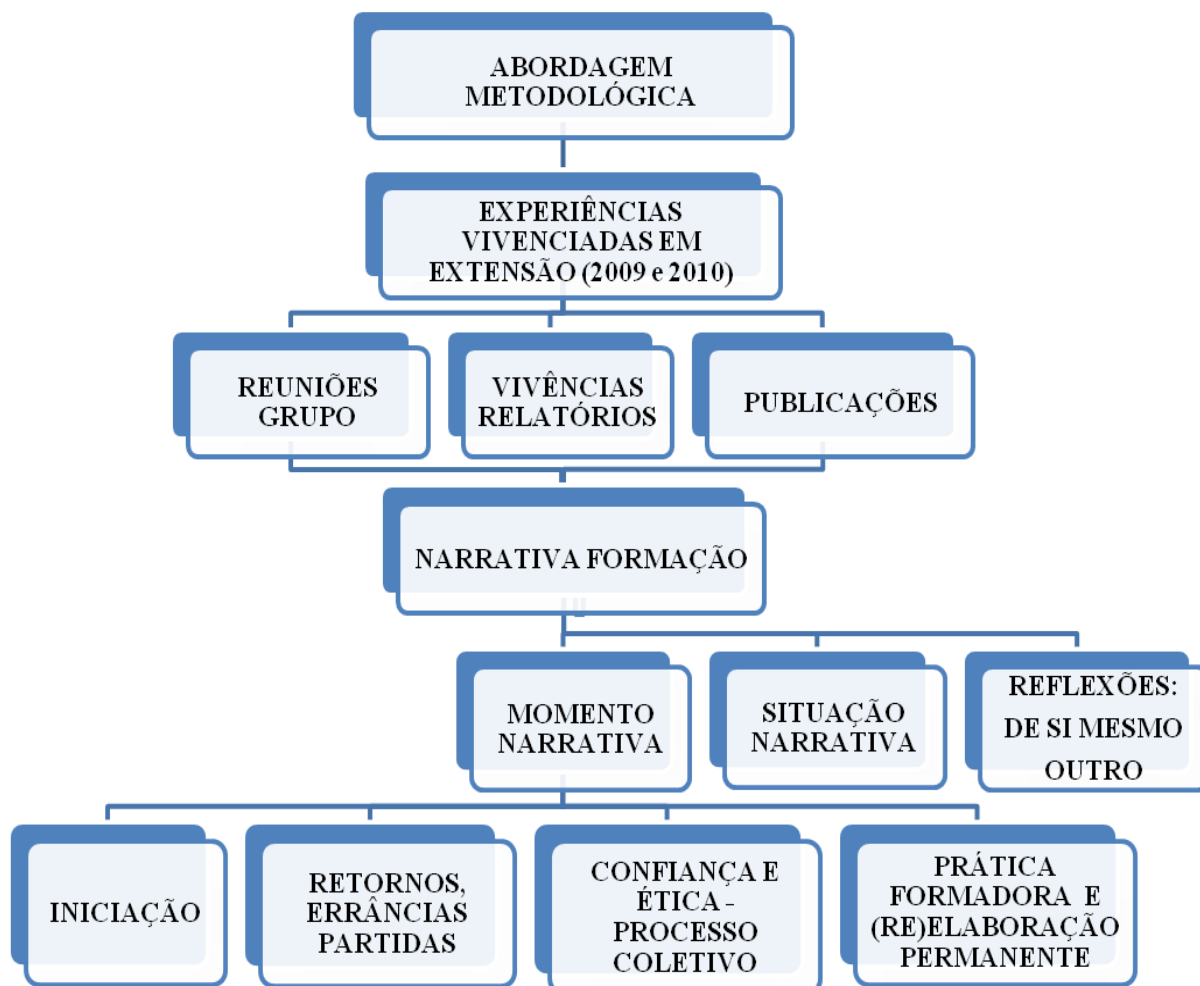 ABORDAGEM
METODOLÓGICA
EXPERIÊNCIAS
VIVENCIADAS EM
EXTENSÃO (2009 e 2010)
REUNIÕES
GRUPO
VIVÊNCIAS
RELATÓRIOS
PUBLICAÇÕES
NARRATIVA FORMAÇÃO
MOMENTO
NARRATIVA
SITUAÇÃO
NARRATIVA
REFLEXÕES:
DE SI MESMO
OUTRO
INICIAÇÃO
RETORNOS,
ERRÂNCIAS
PARTIDAS
CONFIANÇA E
ÉTICA -
PROCESSO
COLETIVO
PRÁTICA
FORMADORA E
(RE)ELABORAÇÃO
PERMANENTE